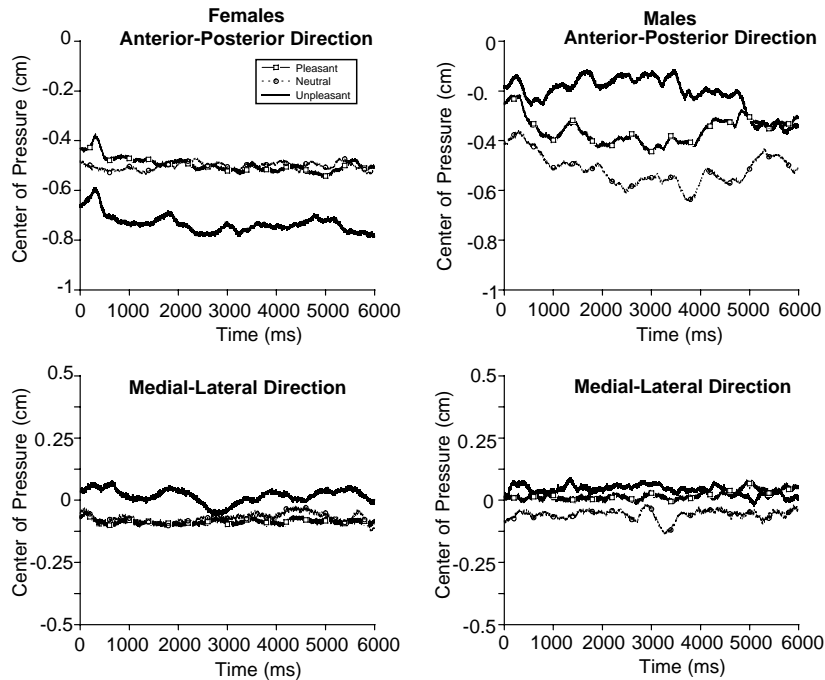 Females
Anterior-Posterior Direction
0
-0.2
-0.4
-0.6
-0.8
-1
Center of Pressure (cm)
Pleasant
Neutral
Unpleasant
0 1000 2000 3000 4000 5000 6000
Time (ms)
Males
Anterior-Posterior Direction
0
-0.
-0.4
-0.6
-0.8
-1
Center of Pressure (cm)
0 1000 2000 3000 4000 5000 6000
Time (ms)
Medial-Lateral Direction
0.5
0.25
0
-0.25
-0.5
Center of Pressure (cm)
0 1000 2000 3000 4000 5000 6000
Time (ms)
Medial-Lateral Direction
0.5
0.25
0
-0.25
-0.5
Center of Pressure (cm)
0 1000 2000 3000 4000 5000 6000
Time (ms)